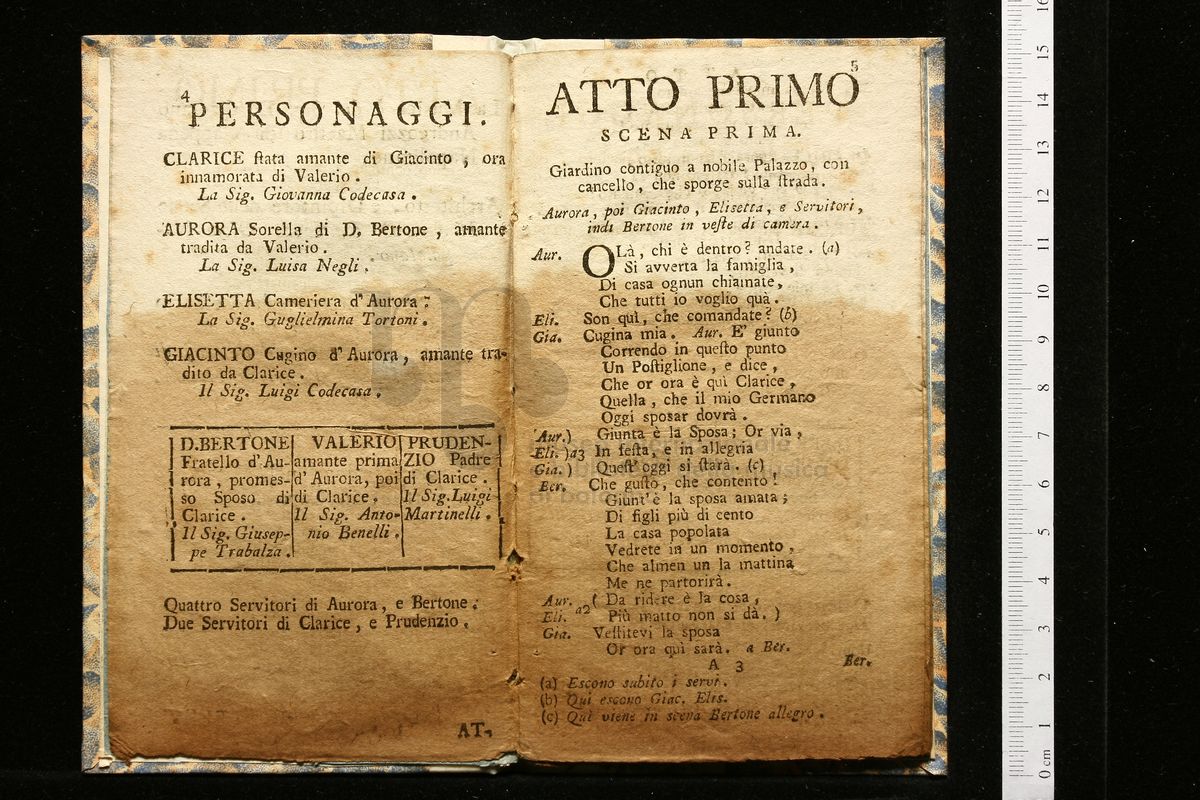 4
PERSONAGGI.
CLARICE ſtata amante di Giacinto, ora
innamorata di Valerio.
La Sig. Giovanna Codecasa.
AURORA Sorella di D. Bertone, amante
tradita da Valerio.
La Sig. Luisa Negli.
ELISETTA Cameriera d'Aurora.
La Sig. Guglielmina Tortoni.
GIACINTO Cugino d'Aurora, amante tra-
dito da Clarice.
Il Sig. Luigi Codecasa.
D.BERTONE
Fratello d'Au-
rora, promes-
so Sposo di
Clarice.
Il Sig. Giusep-
pe Trabalza.
VALERIO
amante prima
d'Aurora, poi
di Clarice.
Il Sig. Anto-
nio Benelli.
PRUDEN-
ZIO Padre
di Clarice.
Il Sig. Luigi
Martinelli.
Quattro Servitori di Aurora, e Bertone.
Due Servitori di Clarice, e Prudenzio.
AT-
5
ATTO PRIMO
SCENA PRIMA.
Giardino contiguo a nobile Palazzo, con
cancello, che sporge sulla ſtrada.
Aurora, poi Giacinto, Elisetta, e Servitori,
indi Bertone in veſte di camera.
Aur. OLà, chi è dentro? andate. (a)
Si avverta la famiglia,
Di casa ognun chiamate,
Che tutti io voglio quà.
Eli. Son quì, che comandate? (b)
Gia. Cugina mia. Aur. E' giunto
Correndo in queſto punto
Un Poſtiglione, e dice,
Che or ora è quì Clarice,
Quella, che il mio Germano
Oggi sposar dovrà.
Aur.) Giunta è la Sposa; Or via,
Eli. )a3 In feſta, e in allegria
Gia. ) Queſt'oggi si ſtarà. (c)
Ber. Che guſto, che contento!
Giunt'è la sposa amata;
Di figli più di cento
La casa popolata
Vedrete in un momento,
Che almen un la mattina
Me ne partorirà.
Aur. ( Da ridere è la cosa,
Eli. a2 Più matto non si dà. )
Gia. Veſtitevi la sposa
Or ora quì sarà. a Ber.
A 3 Ber.
(a) Escono subito i servi.
(b) Quì escono Giac. Elis.
(c) Quì viene in scena Bertone allegro.